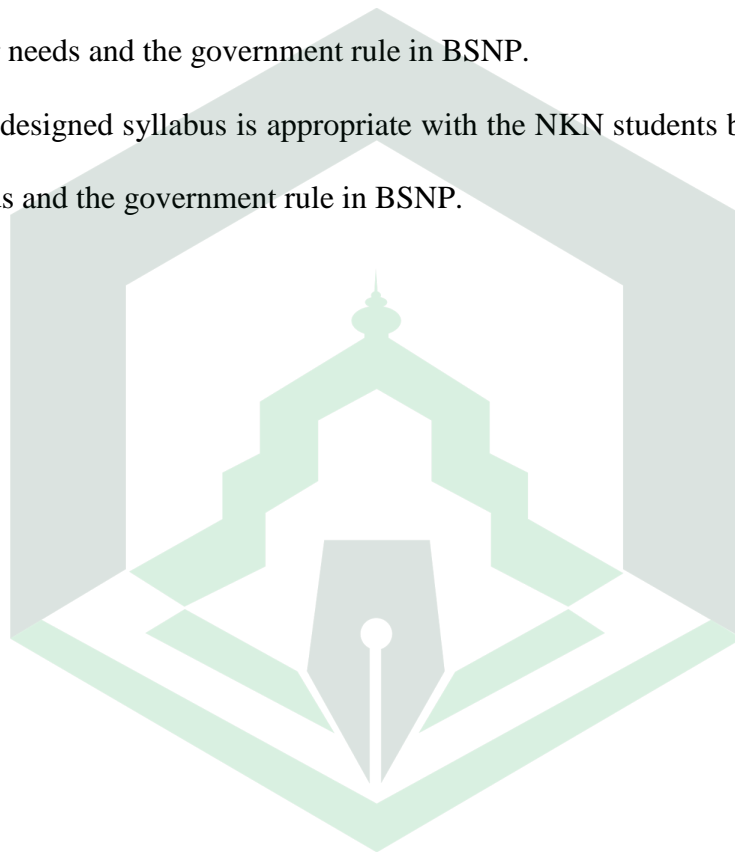 needs and the government rule in BSNP.
designed syllabus is appropriate with the NKN students
and the government rule in BSNP.